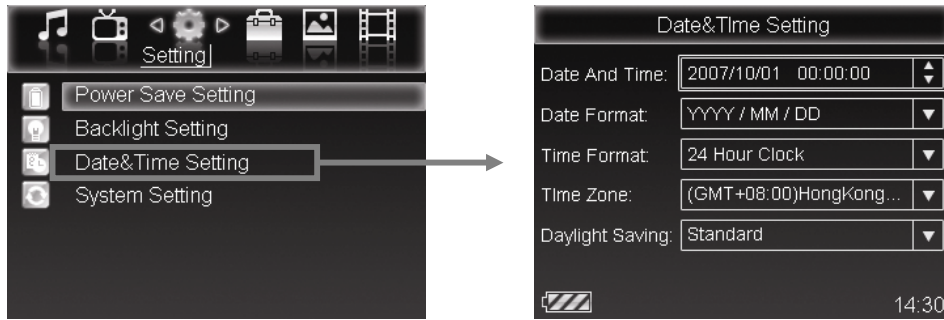 Setting
Power Save Setting
Backlight Setting
Date&Time Setting
System Setting
Date&TIme Setting
Date And Time: 2007/10/01 00:00:00
Date Format: YYYY / MM / DD
Time Format: 24 Hour Clock
TIme Zone: (GMT+08:00)HongKong...
Daylight Saving: Standard
14:30